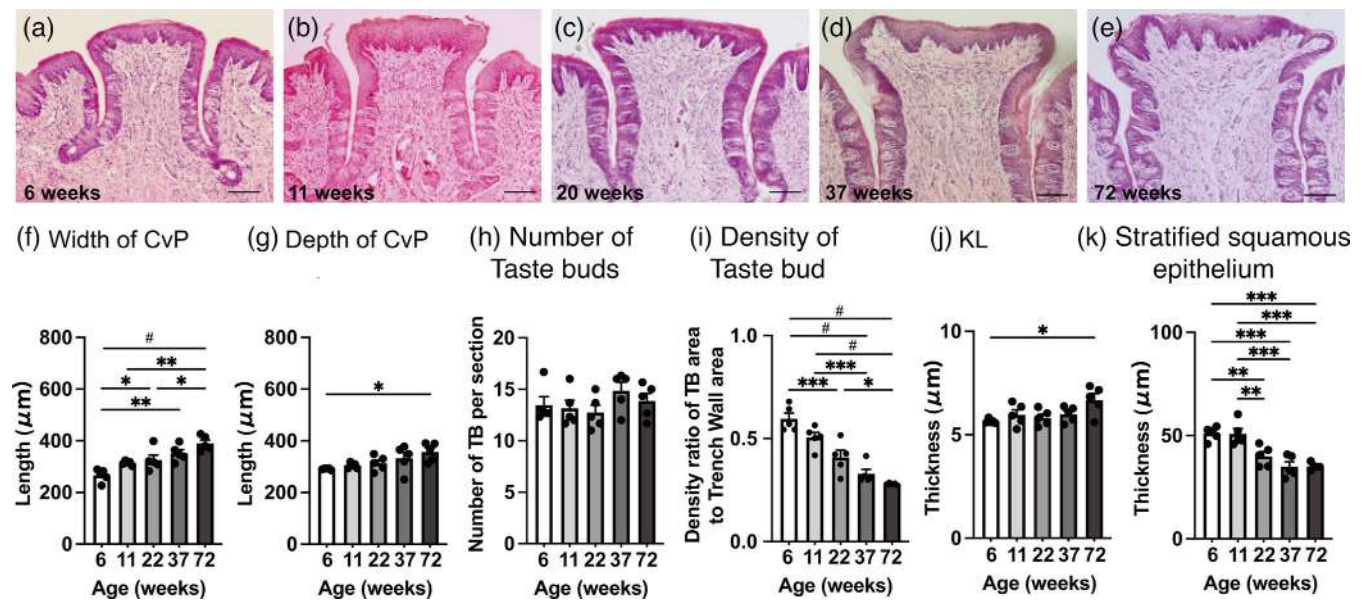 (a)
(b)
(c)
(d)
(e)
6 weeks
11 weeks
20 weeks
37 weeks
72 weeks
(f) Width of CvP
(g) Depth of CvP
(h) Number of
Taste buds
(i) Density of
Taste bud
(j) KL
(k) Stratified squamous
epithelium
Length (μm)
800
600
400
200
0
#
**
* *
**
6 11 22 37 72
Age (weeks)
Length (μm)
800
600
400
200
0
*
6 11 22 37 72
Age (weeks)
Number of TB per section
20
15
10
5
0
6 11 22 37 72
Age (weeks)
Density ratio of TB area
to Trench Wall area
1.0
0.5
0.0
#
#
#
***
*** *
6 11 22 37 72
Age (weeks)
Thickness (μm)
10
5
0
*
6 11 22 37 72
Age (weeks)
Thickness (μm)
100
50
0
***
***
***
***
**
**
6 11 22 37 72
Age (weeks)